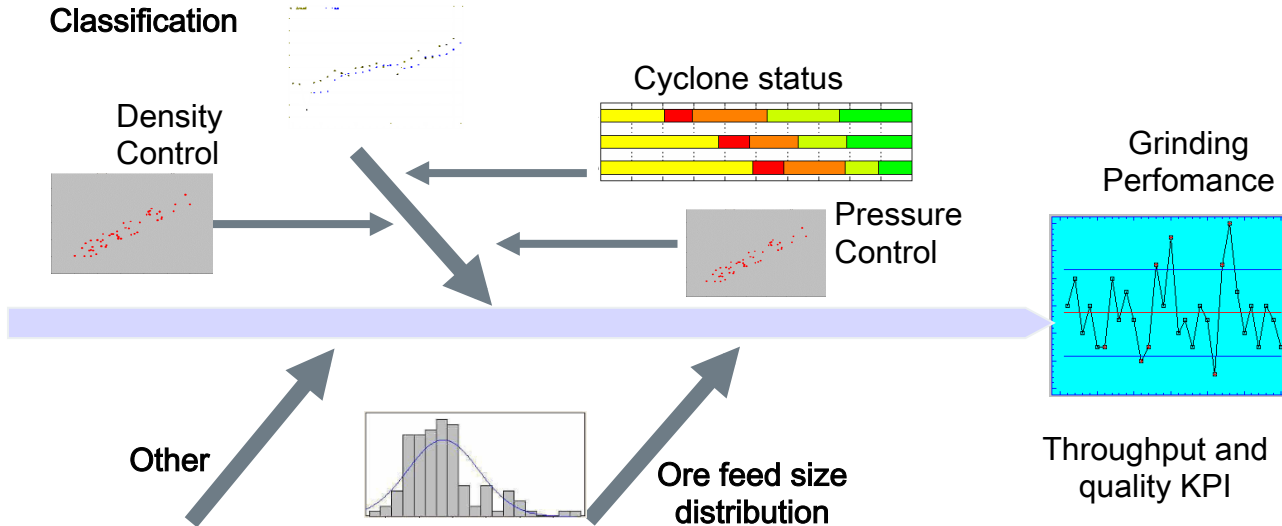 Classification
Cyclone status
Density
Control
Grinding
Perfomance
Pressure
Control
Other
Ore feed size
distribution
Throughput and
quality KPI